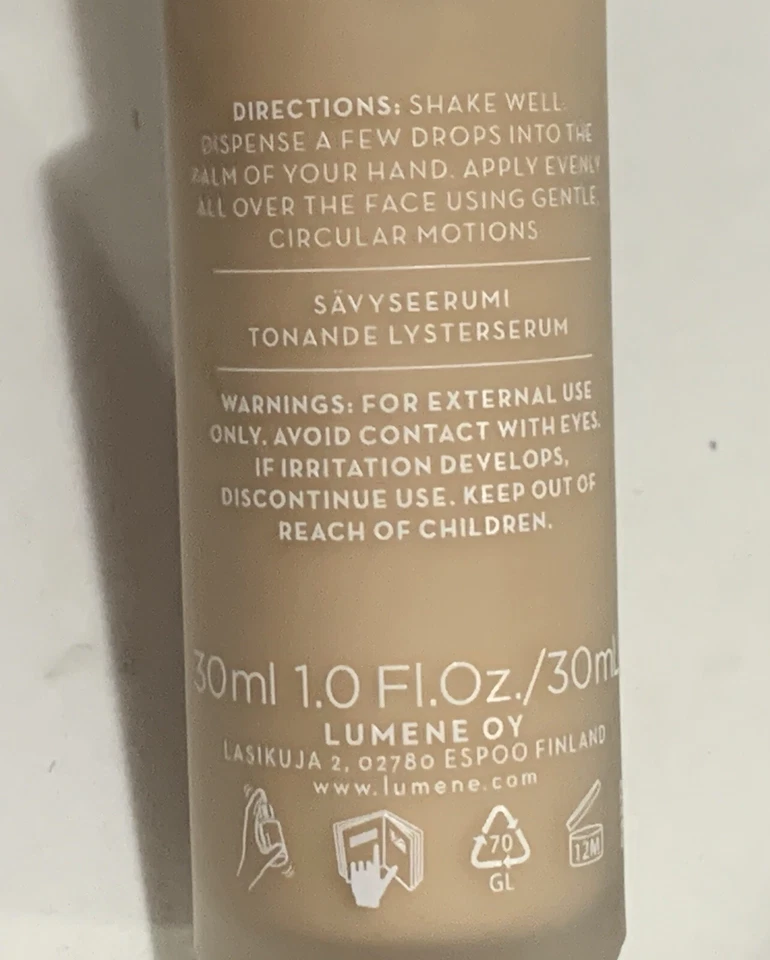 DIRECTIONS: SHAKE WELL
DISPENSE A FEW DROPS INTO THE
PALM OF YOUR HAND. APPLY EVENLY
ALL OVER THE FACE USING GENTLE,
CIRCULAR MOTIONS
SÄVYSEERUMI
TONANDE LYSTERSERUM
WARNINGS: FOR EXTERNAL USE
ONLY. AVOID CONTACT WITH EYES.
IF IRRITATION DEVELOPS,
DISCONTINUE USE. KEEP OUT OF
REACH OF CHILDREN.
30ml 1.0 Fl.Oz./30mL
LUMENE OY
LASIKUJA 2, 02780 ESPOO FINLAND
www.lumene.com
70
GL
12M